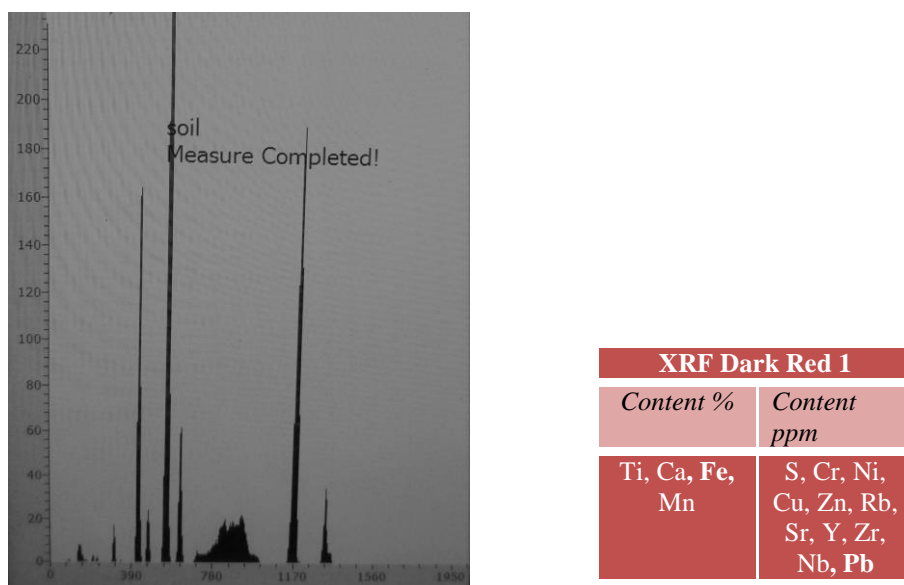 220
200
soil
180
Measure Completed!
160
140
120
100
80
60
40
20
0
0 390 780 1170 1560 1950
XRF Dark Red 1
Content % Content
ppm
Ti, Ca, Fe, S, Cr, Ni,
Mn Cu, Zn, Rb,
Sr, Y, Zr,
Nb, Pb